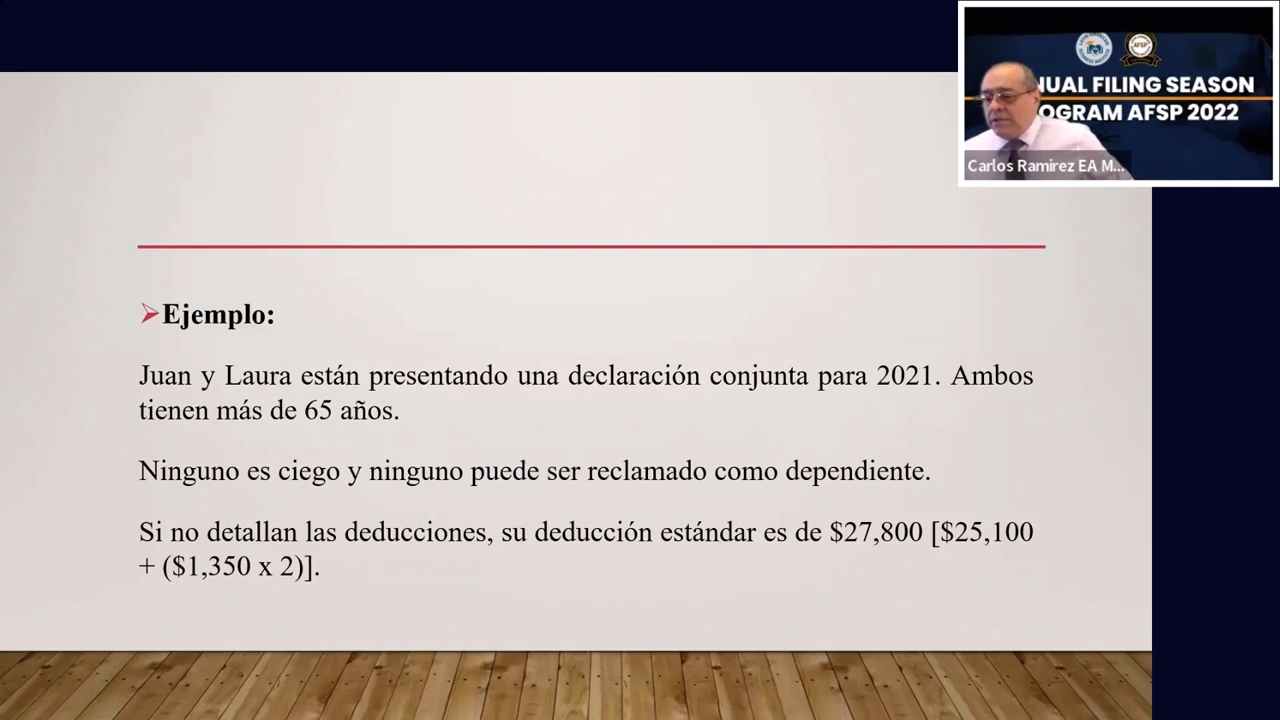 AFSP
NUAL FILING SEASON
OGRAM AFSP 2022
Carlos Ramirez EA M...
Ejemplo:
Juan y Laura están presentando una declaración conjunta para 2021. Ambos
tienen más de 65 años.
Ninguno es ciego y ninguno puede ser reclamado como dependiente.
Si no detallan las deducciones, su deducción estándar es de $27,800 [$25,100
+ ($1,350 x 2)].